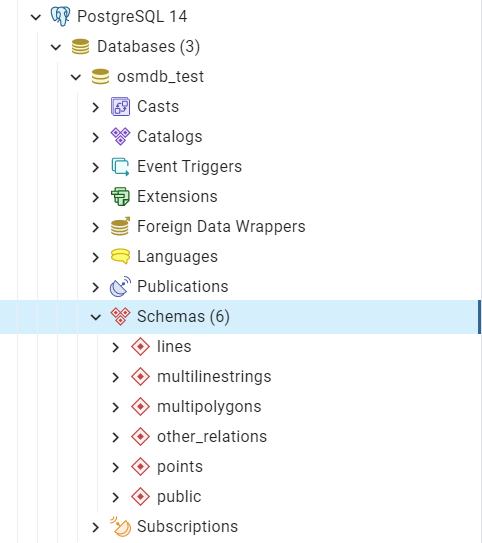 PostgreSQL 14
Databases (3)
osmdb_test
Casts
Catalogs
Event Triggers
Extensions
Foreign Data Wrappers
Languages
Publications
Schemas (6)
lines
multilinestrings
multipolygons
other_relations
points
public
Subscriptions